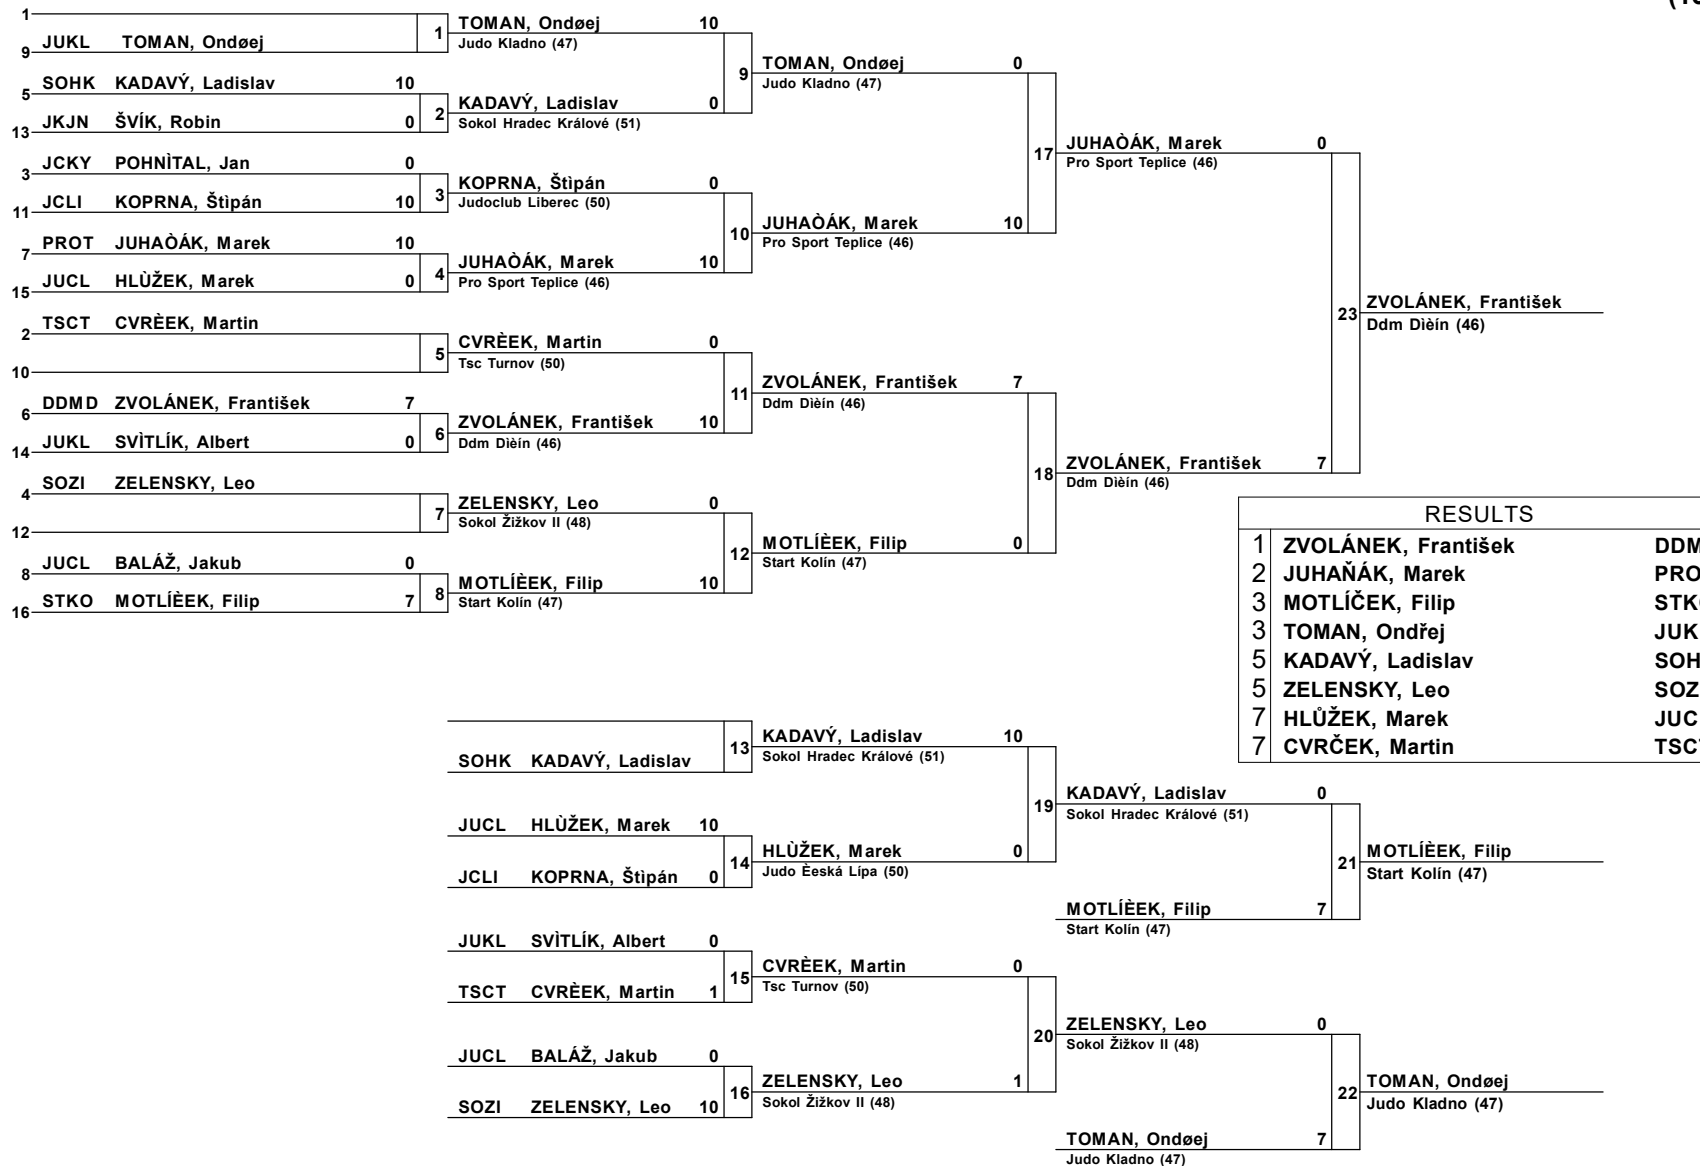 1
JUKL TOMAN, Ondøej
9
1
TOMAN, Ondøej 10
Judo Kladno (47)
SOHK KADAVÝ, Ladislav 10
5
JKJN ŠVÍK, Robin 0
13
2
KADAVÝ, Ladislav 0
Sokol Hradec Králové (51)
9
TOMAN, Ondøej 0
Judo Kladno (47)
JCKY POHNÌTAL, Jan 0
3
JCLI KOPRNA, Štìpán 10
11
3
KOPRNA, Štìpán 0
Judoclub Liberec (50)
PROT JUHAÒÁK, Marek 10
7
JUCL HLÙŽEK, Marek 0
15
4
JUHAÒÁK, Marek 10
Pro Sport Teplice (46)
10
JUHAÒÁK, Marek 10
Pro Sport Teplice (46)
17
JUHAÒÁK, Marek 0
Pro Sport Teplice (46)
TSCT CVRÈEK, Martin
2
10
5
CVRÈEK, Martin 0
Tsc Turnov (50)
DDMD ZVOLÁNEK, František 7
6
JUKL SVÌTLÍK, Albert 0
14
6
ZVOLÁNEK, František 10
Ddm Dìèín (46)
11
ZVOLÁNEK, František 7
Ddm Dìèín (46)
SOZI ZELENSKY, Leo
4
12
7
ZELENSKY, Leo 0
Sokol Žižkov II (48)
JUCL BALÁŽ, Jakub 0
8
STKO MOTLÍÈEK, Filip 7
16
8
MOTLÍÈEK, Filip 10
Start Kolín (47)
12
MOTLÍÈEK, Filip 0
Start Kolín (47)
18
ZVOLÁNEK, František 7
Ddm Dìèín (46)
23
ZVOLÁNEK, František
Ddm Dìèín (46)
RESULTS
1 ZVOLÁNEK, František DDM
2 JUHAŇÁK, Marek PRO
3 MOTLÍČEK, Filip STK
3 TOMAN, Ondřej JUK
5 KADAVÝ, Ladislav SOH
5 ZELENSKY, Leo SOZ
7 HLŮŽEK, Marek JUC
7 CVRČEK, Martin TSC
SOHK KADAVÝ, Ladislav
13
KADAVÝ, Ladislav 10
Sokol Hradec Králové (51)
JUCL HLÙŽEK, Marek 10
JCLI KOPRNA, Štìpán 0
14
HLÙŽEK, Marek 0
Judo Èeská Lípa (50)
19
KADAVÝ, Ladislav 0
Sokol Hradec Králové (51)
MOTLÍÈEK, Filip 7
Start Kolín (47)
21
MOTLÍÈEK, Filip
Start Kolín (47)
JUKL SVÌTLÍK, Albert 0
TSCT CVRÈEK, Martin 1
15
CVRÈEK, Martin 0
Tsc Turnov (50)
JUCL BALÁŽ, Jakub 0
SOZI ZELENSKY, Leo 10
16
ZELENSKY, Leo 1
Sokol Žižkov II (48)
20
ZELENSKY, Leo 0
Sokol Žižkov II (48)
TOMAN, Ondøej 7
Judo Kladno (47)
22
TOMAN, Ondøej
Judo Kladno (47)